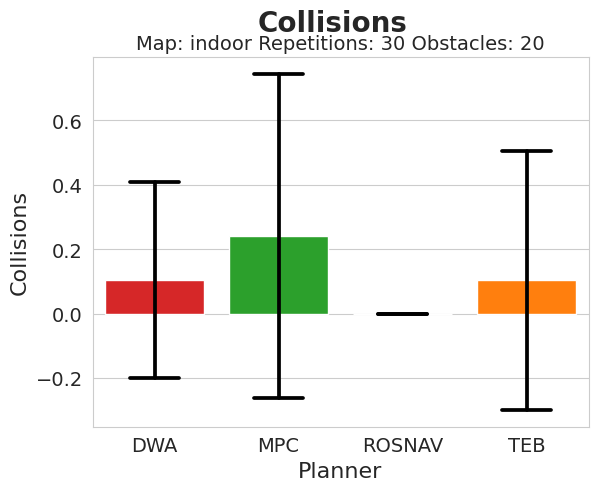 Collisions
Map: indoor Repetitions: 30 Obstacles: 20
Collisions
0.6
0.4
0.2
0.0
−0.2
DWA MPC ROSNAV TEB
Planner